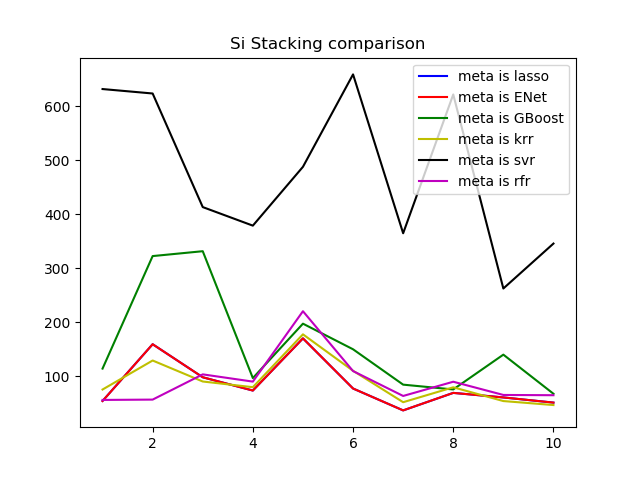 Si Stacking comparison
meta is lasso
meta is ENet
meta is GBoost
meta is krr
meta is svr
meta is rfr
600
500
400
300
200
100
2 4 6 8 10